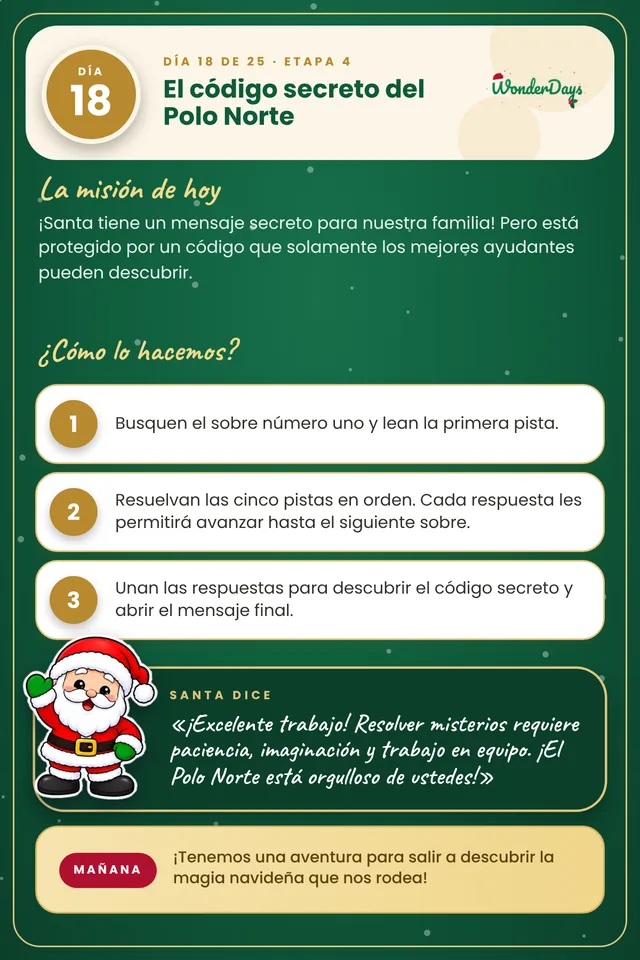 DÍA
18
DÍA 18 DE 25 · ETAPA 4
El código secreto del
Polo Norte
WonderDays
La misión de hoy
¡Santa tiene un mensaje secreto para nuestra familia! Pero está
protegido por un código que solamente los mejores ayudantes
pueden descubrir.
¿Cómo lo hacemos?
1
Busquen el sobre número uno y lean la primera pista.
2
Resuelvan las cinco pistas en orden. Cada respuesta les
permitirá avanzar hasta el siguiente sobre.
3
Unan las respuestas para descubrir el código secreto y
abrir el mensaje final.
SANTA DICE
«¡Excelente trabajo! Resolver misterios requiere
paciencia, imaginación y trabajo en equipo. ¡El
Polo Norte está orgulloso de ustedes!»
MAÑANA
¡Tenemos una aventura para salir a descubrir la
magia navideña que nos rodea!